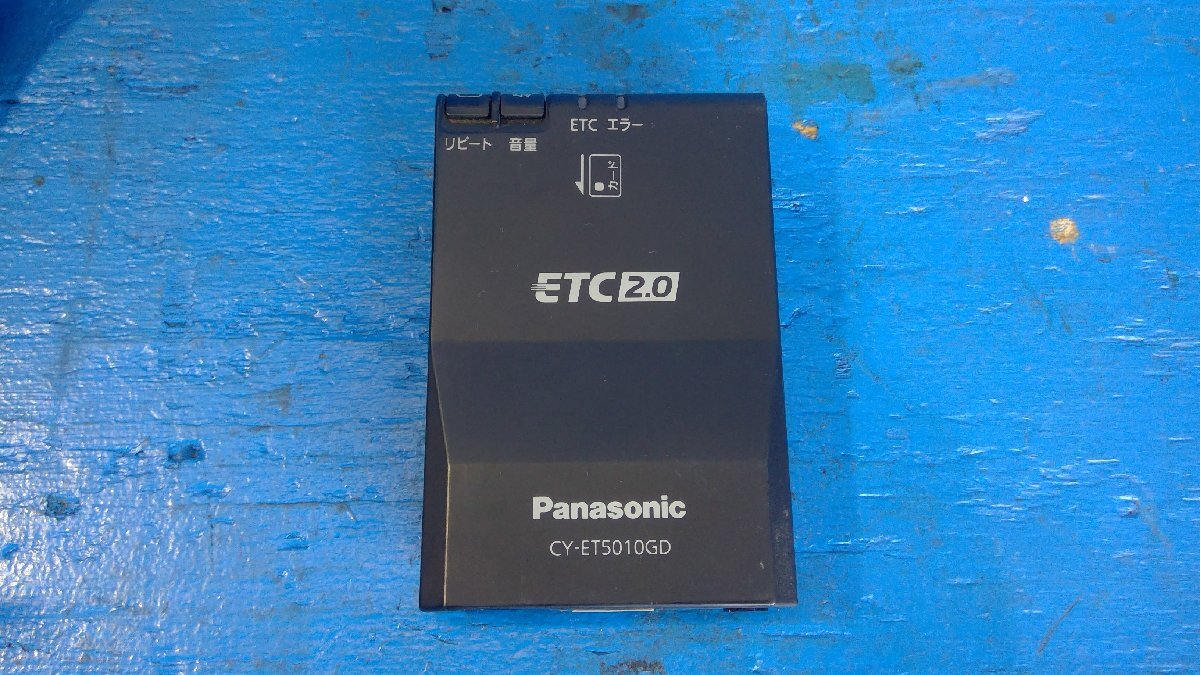 リピート 音量 ETC エラー
カード
ETC 2.0
Panasonic
CY-ET5010GD